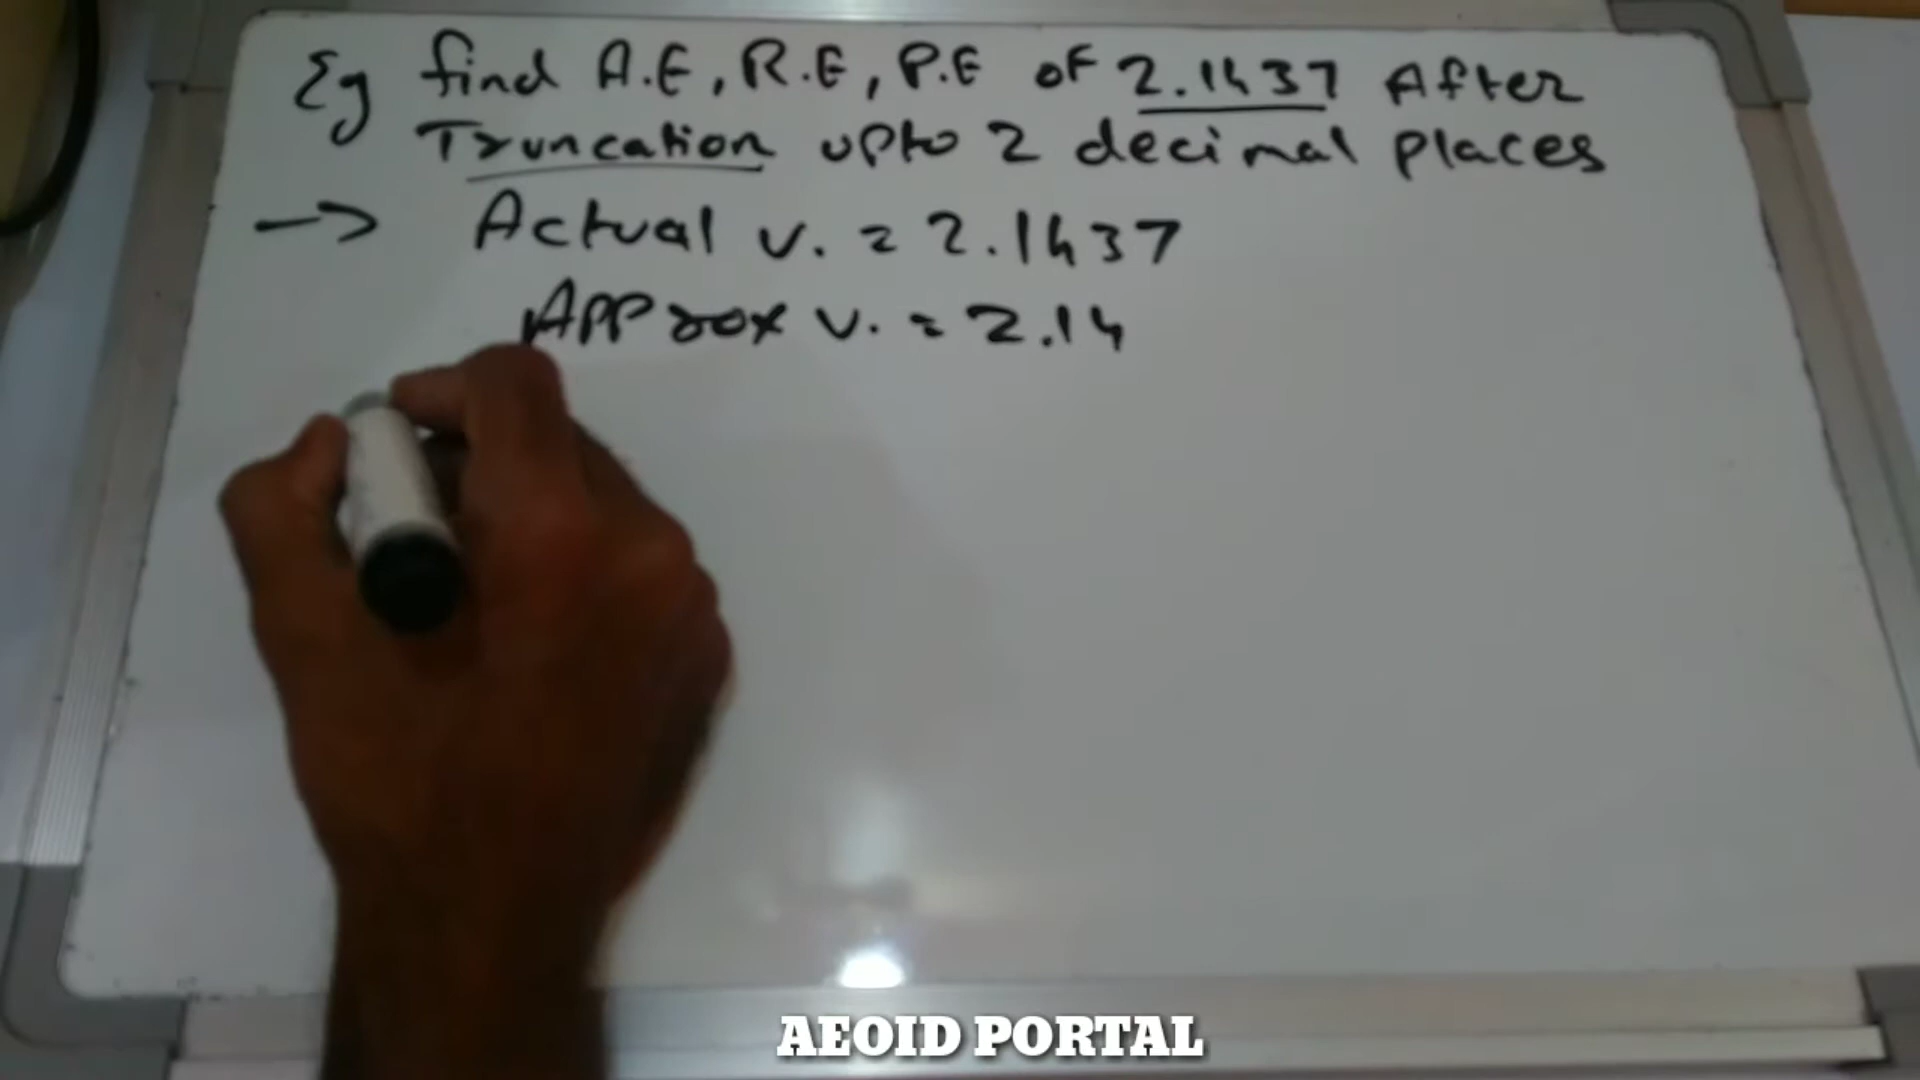 Eg find A.E, R.E, P.E of 2.1437 After
Truncation upto 2 decimal places
→ Actual v. = 2.1437
Approx v. = 2.14
AEOID PORTAL